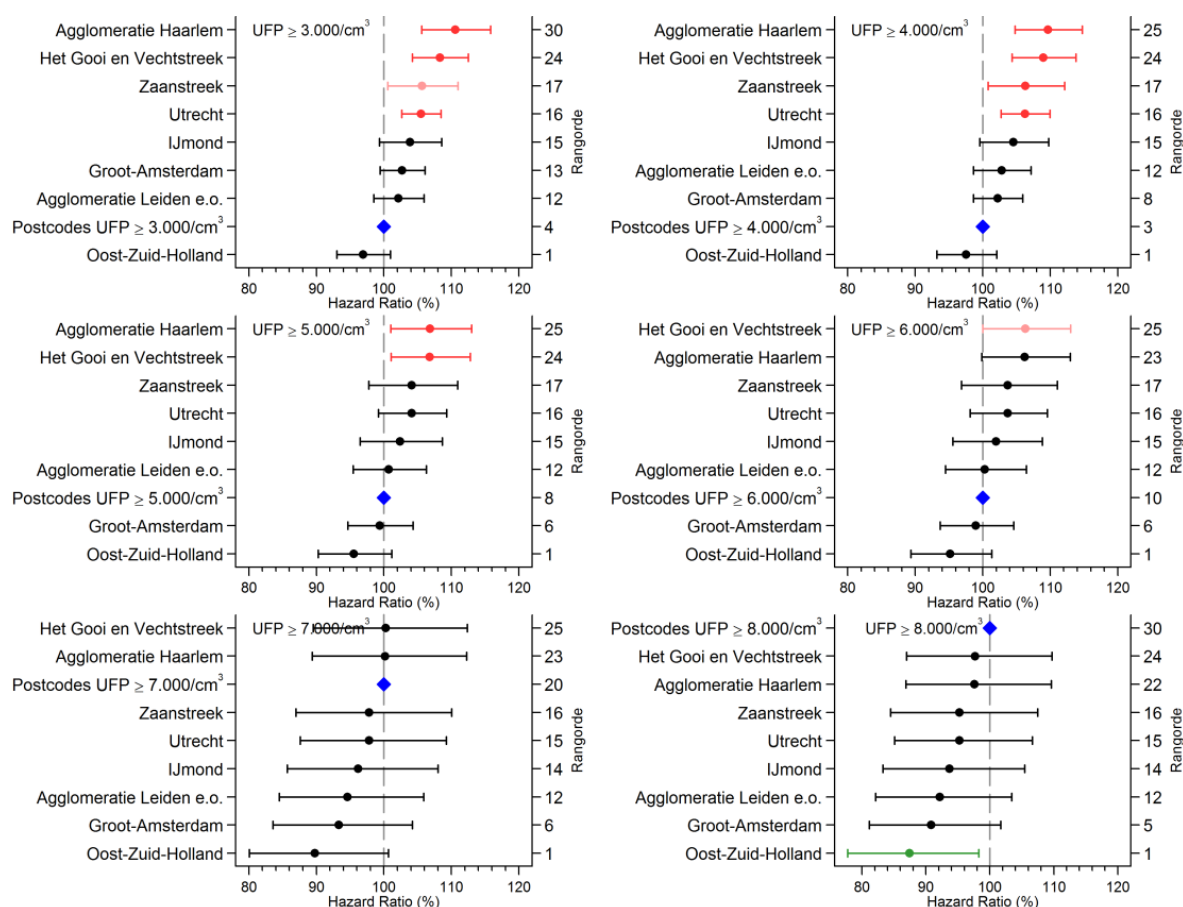 UFP ≥ 3.000/cm³
Agglomeratie Haarlem 30
Het Gooi en Vechtstreek 24
Zaanstreek 17
Utrecht 16
IJmond 15
Groot-Amsterdam 13
Agglomeratie Leiden e.o. 12
Postcodes UFP ≥ 3.000/cm³ 4
Oost-Zuid-Holland 1
Rangorde
80 90 100 110 120
Hazard Ratio (%)
UFP ≥ 4.000/cm³
Agglomeratie Haarlem 25
Het Gooi en Vechtstreek 24
Zaanstreek 17
Utrecht 16
IJmond 15
Agglomeratie Leiden e.o. 12
Groot-Amsterdam 8
Postcodes UFP ≥ 4.000/cm³ 3
Oost-Zuid-Holland 1
Rangorde
80 90 100 110 120
Hazard Ratio (%)
UFP ≥ 5.000/cm³
Agglomeratie Haarlem 25
Het Gooi en Vechtstreek 24
Zaanstreek 17
Utrecht 16
IJmond 15
Agglomeratie Leiden e.o. 12
Postcodes UFP ≥ 5.000/cm³ 8
Groot-Amsterdam 6
Oost-Zuid-Holland 1
Rangorde
80 90 100 110 120
Hazard Ratio (%)
UFP ≥ 6.000/cm³
Het Gooi en Vechtstreek 25
Agglomeratie Haarlem 23
Zaanstreek 17
Utrecht 16
IJmond 15
Agglomeratie Leiden e.o. 12
Postcodes UFP ≥ 6.000/cm³ 10
Groot-Amsterdam 6
Oost-Zuid-Holland 1
Rangorde
80 90 100 110 120
Hazard Ratio (%)
UFP ≥ 7.000/cm³
Het Gooi en Vechtstreek 25
Agglomeratie Haarlem 23
Postcodes UFP ≥ 7.000/cm³ 20
Zaanstreek 16
Utrecht 15
IJmond 14
Agglomeratie Leiden e.o. 12
Groot-Amsterdam 6
Oost-Zuid-Holland 1
Rangorde
80 90 100 110 120
Hazard Ratio (%)
UFP ≥ 8.000/cm³
Postcodes UFP ≥ 8.000/cm³ 30
Het Gooi en Vechtstreek 24
Agglomeratie Haarlem 22
Zaanstreek 16
Utrecht 15
IJmond 14
Agglomeratie Leiden e.o. 12
Groot-Amsterdam 5
Oost-Zuid-Holland 1
Rangorde
80 90 100 110 120
Hazard Ratio (%)